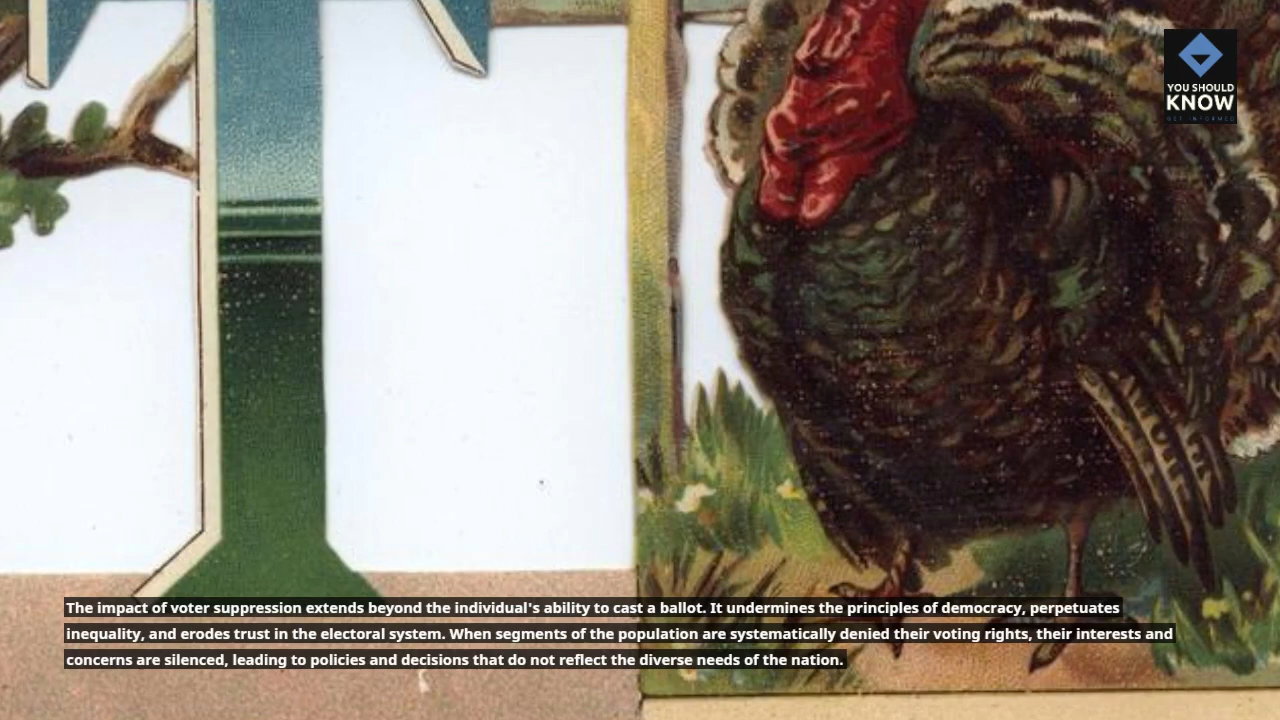 YOU SHOULD
KNOW
GET INFORMED
The impact of voter suppression extends beyond the individual's ability to cast a ballot. It undermines the principles of democracy, perpetuates
inequality, and erodes trust in the electoral system. When segments of the population are systematically denied their voting rights, their interests and
concerns are silenced, leading to policies and decisions that do not reflect the diverse needs of the nation.